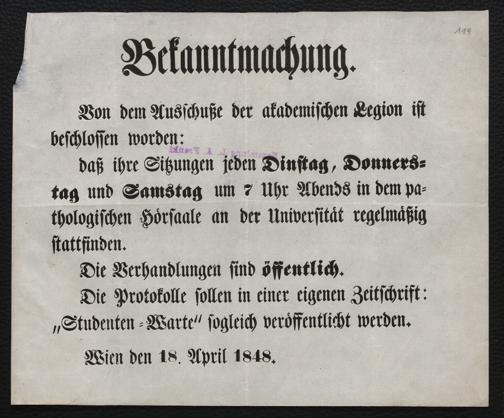 119
Bekanntmachung.
Von dem Ausschuße der akademischen Legion ist
beschlossen worden:
daß ihre Sitzungen jeden Dinstag, Donners-
tag und Samstag um 7 Uhr Abends in dem pa-
thologischen Hörsaale an der Universität regelmäßig
stattfinden.
Die Verhandlungen sind öffentlich.
Die Protokolle sollen in einer eigenen Zeitschrift:
„Studenten-Warte“ sogleich veröffentlicht werden.
Wien den 18. April 1848.